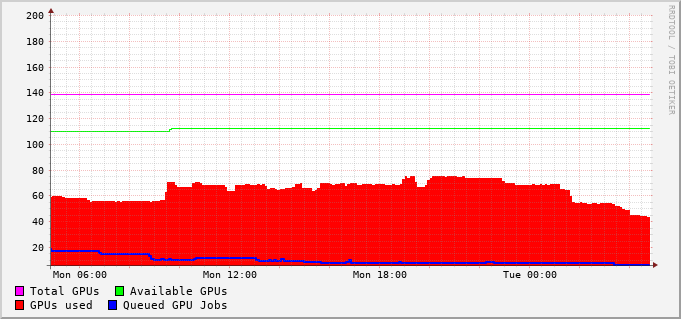 200
180
160
140
120
100
80
60
40
20
Mon 06:00 Mon 12:00 Mon 18:00 Tue 00:00
Total GPUs Available GPUs
GPUs used Queued GPU Jobs
RRDTOOL / TOBI OETIKER